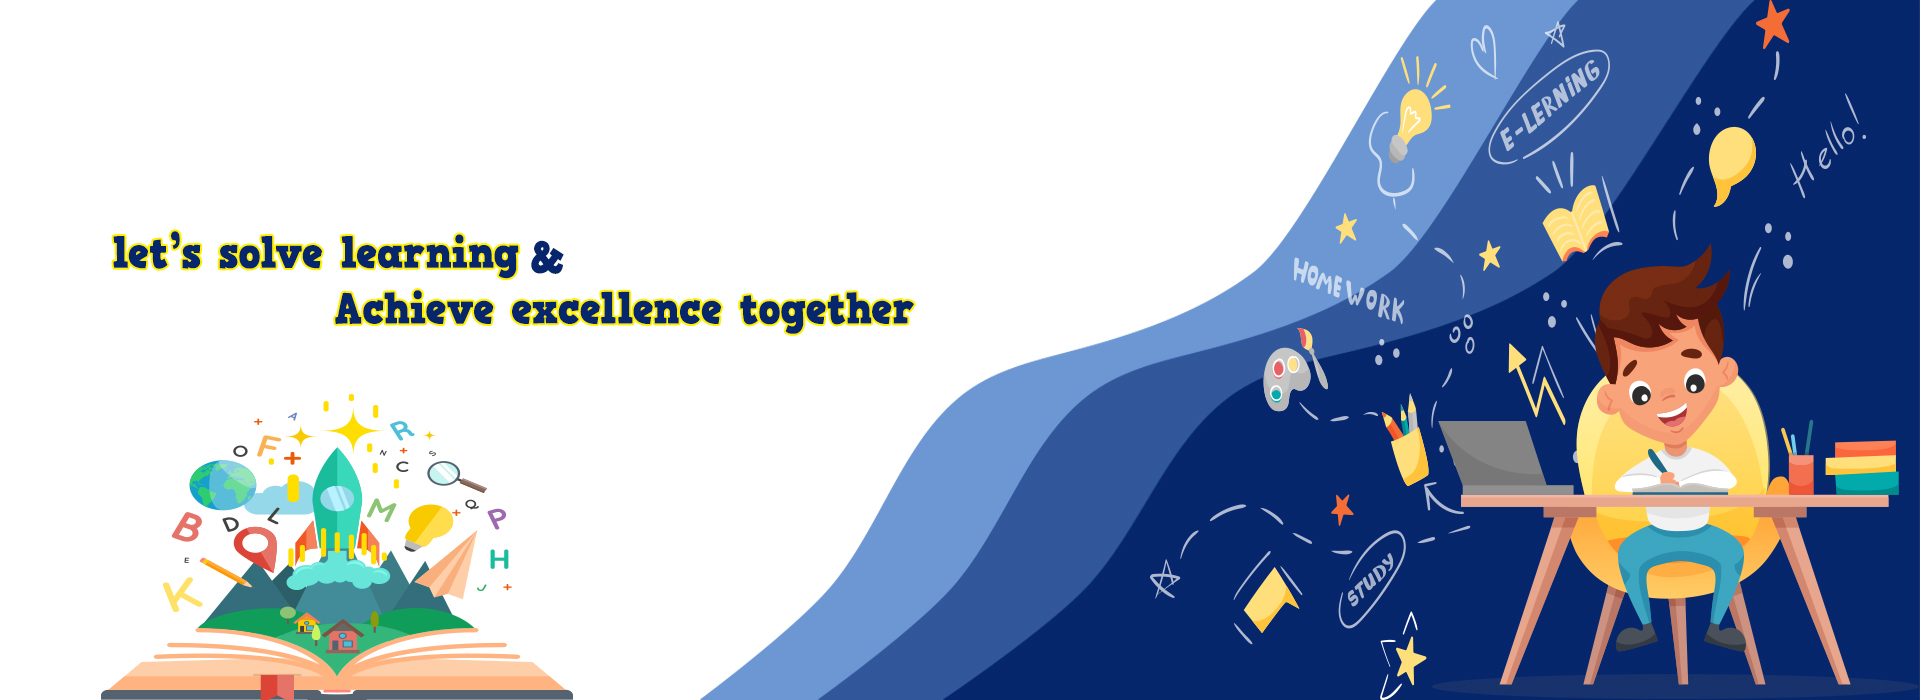 let's solve learning &
Achieve excellence together
E-LERNING
Hello!
HOMEWORK
STUDY
A
R
O
F
N
S
C
B
D
L
M
Q
P
E
H
K
J